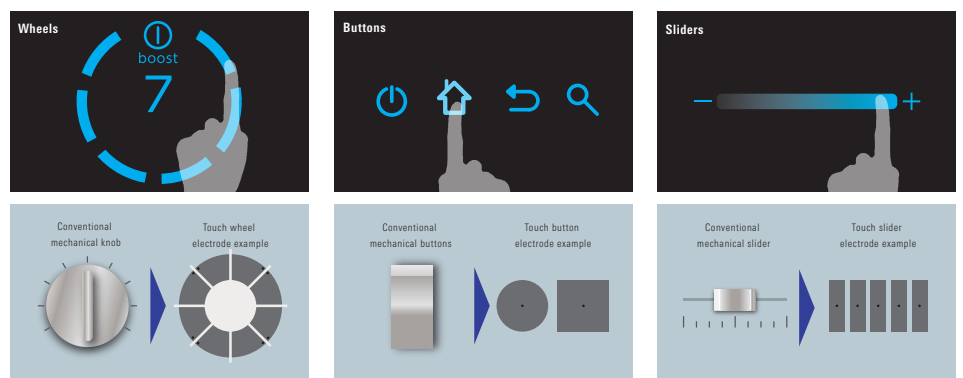 Wheels
boost
7
Buttons
Sliders
Conventional
mechanical knob
Touch wheel
electrode example
Conventional
mechanical buttons
Touch button
electrode example
Conventional
mechanical slider
Touch slider
electrode example